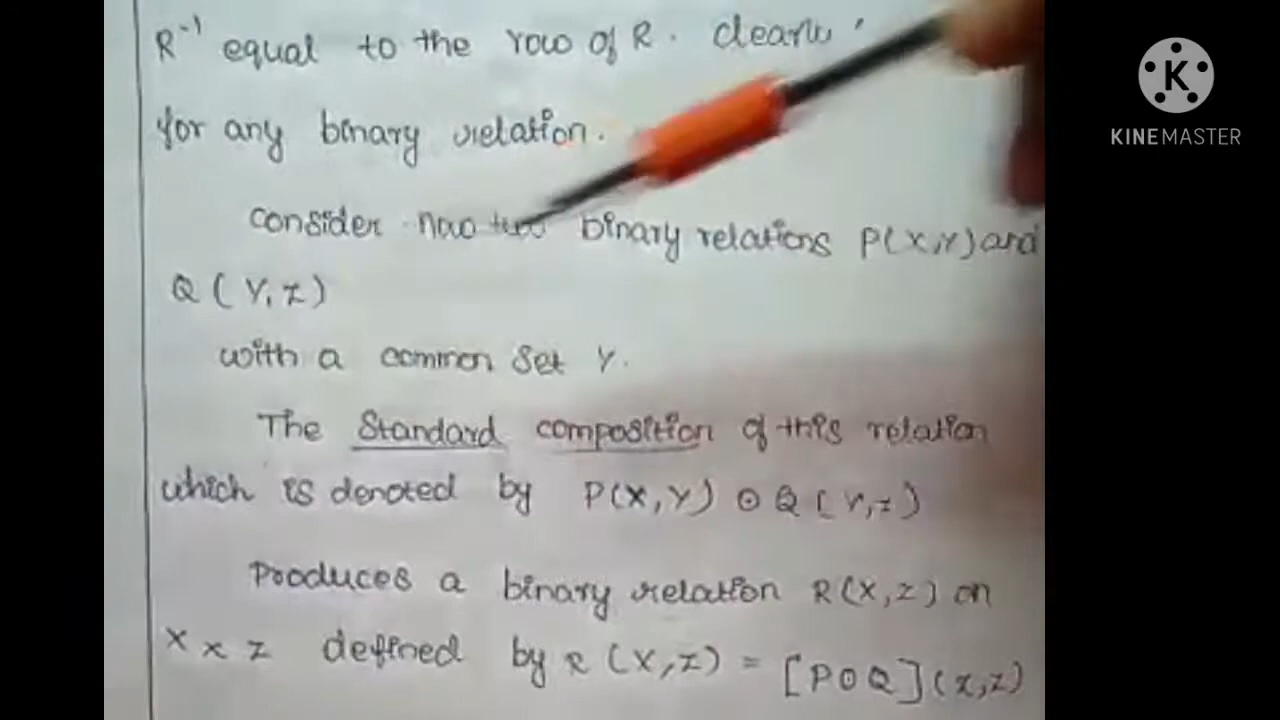 R⁻¹ equal to the row of R. clearly
for any binary relation.
consider now two binary relations P(X,Y) and
Q (Y,Z)
with a common set Y.
The Standard composition of this relation
which is denoted by P(X,Y) ⊙ Q (Y,Z)
Produces a binary relation R(X,Z) on
X × Z defined by R (X,Z) = [P O Q] (x,z)
K
KINEMASTER